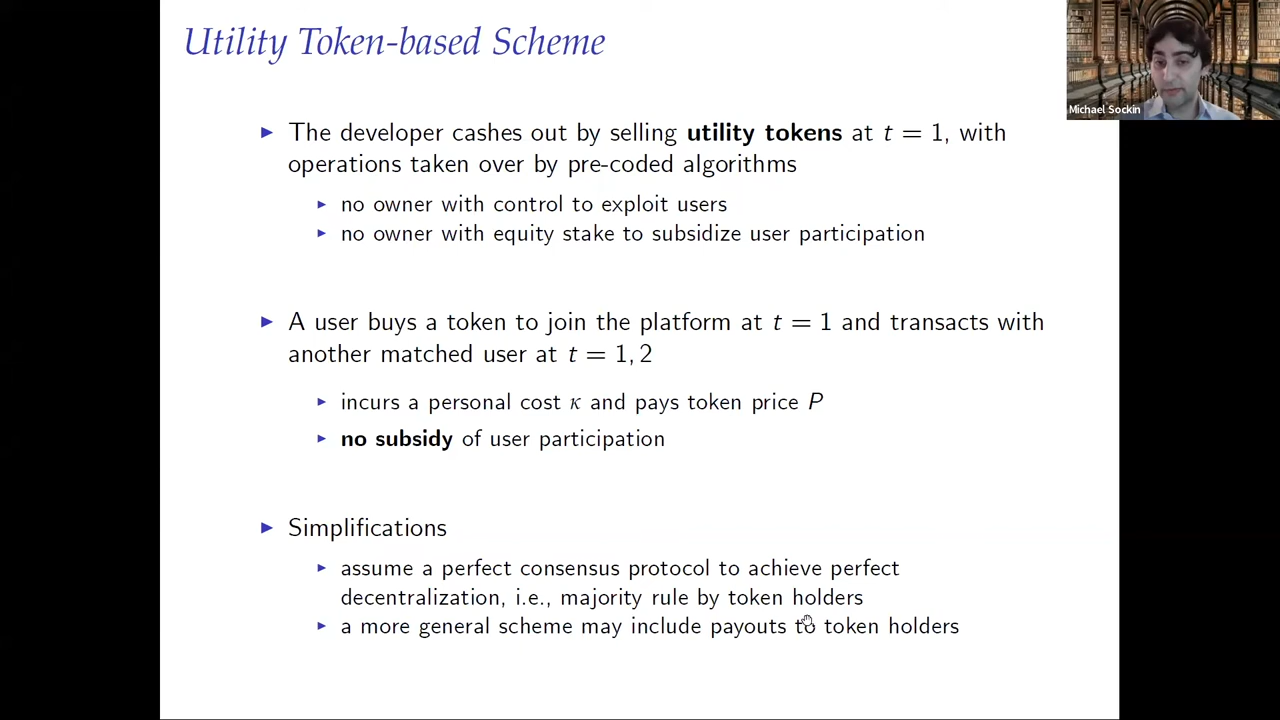 Utility Token-based Scheme
Michael Sockin
▶ The developer cashes out by selling utility tokens at t = 1, with
operations taken over by pre-coded algorithms
▶ no owner with control to exploit users
▶ no owner with equity stake to subsidize user participation
▶ A user buys a token to join the platform at t = 1 and transacts with
another matched user at t = 1, 2
▶ incurs a personal cost κ and pays token price P
▶ no subsidy of user participation
▶ Simplifications
▶ assume a perfect consensus protocol to achieve perfect
decentralization, i.e., majority rule by token holders
▶ a more general scheme may include payouts to token holders